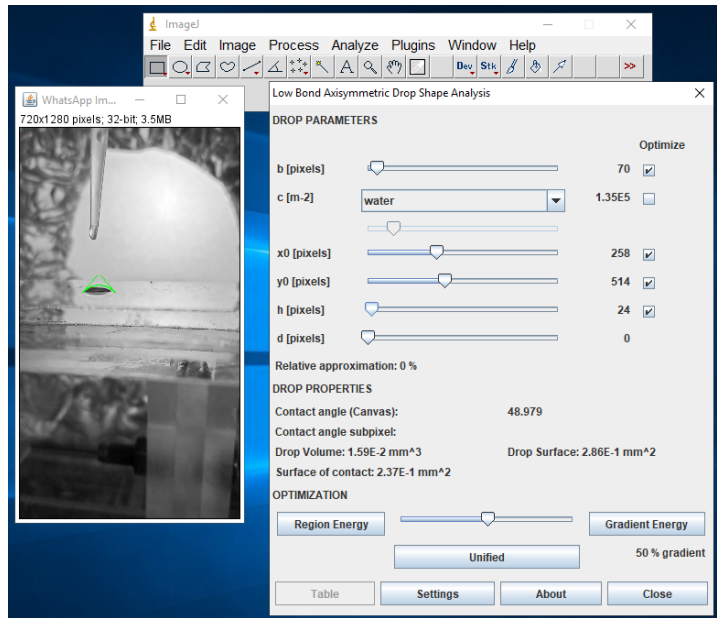 ImageJ
File Edit Image Process Analyze Plugins Window Help
Dev Stk >>
WhatsApp Im...
720x1280 pixels; 32-bit; 3.5MB
Low Bond Axisymmetric Drop Shape Analysis
DROP PARAMETERS
Optimize
b [pixels] 70
c [m-2] water 1.35E5
x0 [pixels] 258
y0 [pixels] 514
h [pixels] 24
d [pixels] 0
Relative approximation: 0 %
DROP PROPERTIES
Contact angle (Canvas): 48.979
Contact angle subpixel:
Drop Volume: 1.59E-2 mm^3 Drop Surface: 2.86E-1 mm^2
Surface of contact: 2.37E-1 mm^2
OPTIMIZATION
Region Energy Gradient Energy
Unified 50 % gradient
Table Settings About Close